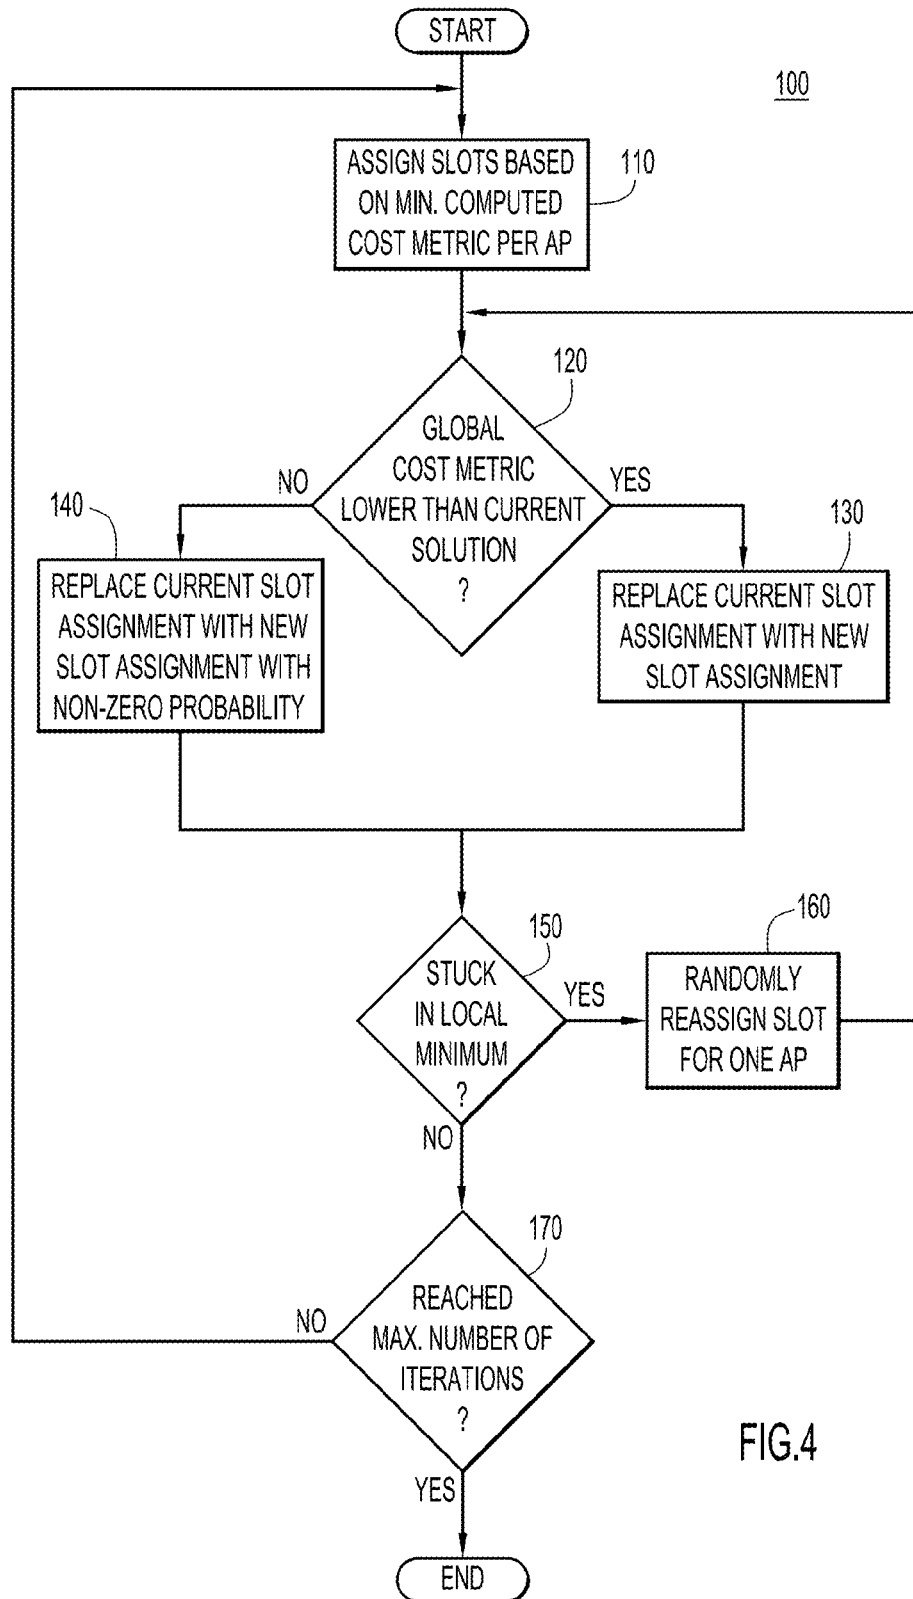 START
100
ASSIGN SLOTS BASED
ON MIN. COMPUTED
COST METRIC PER AP
110
120
GLOBAL
COST METRIC
LOWER THAN CURRENT
SOLUTION
?
NO
YES
140
REPLACE CURRENT SLOT
ASSIGNMENT WITH NEW
SLOT ASSIGNMENT WITH
NON-ZERO PROBABILITY
130
REPLACE CURRENT SLOT
ASSIGNMENT WITH NEW
SLOT ASSIGNMENT
150
STUCK
IN LOCAL
MINIMUM
?
YES
NO
160
RANDOMLY
REASSIGN SLOT
FOR ONE AP
170
REACHED
MAX. NUMBER OF
ITERATIONS
?
NO
YES
END
FIG.4